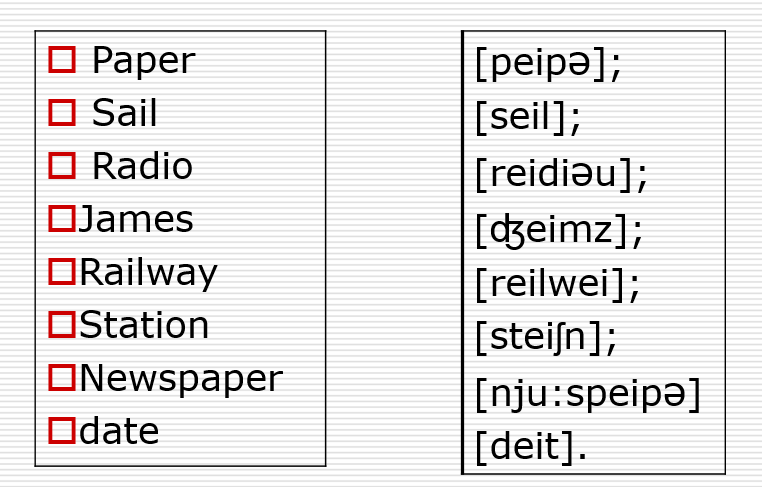 Paper
Sail
Radio
James
Railway
Station
Newspaper
date
[peipə];
[seil];
[reidiəu];
[ʤeimz];
[reilwei];
[steiʃn];
[nju:speipə]
[deit].